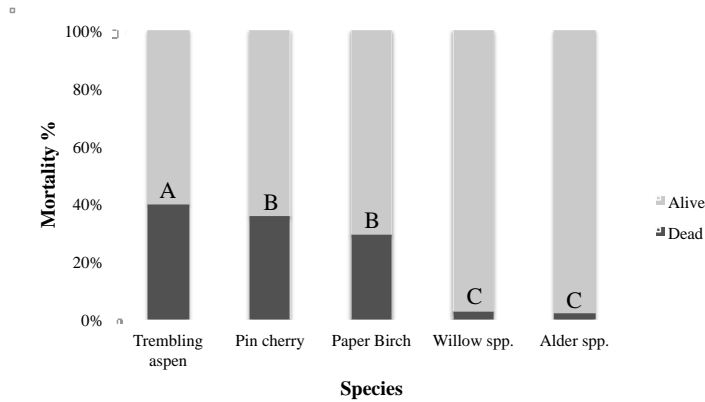 100%
80%
60%
40%
20%
0%
Mortality %
A
B
B
C
C
Trembling
aspen
Pin cherry
Paper Birch
Willow spp.
Alder spp.
Species
Alive
Dead